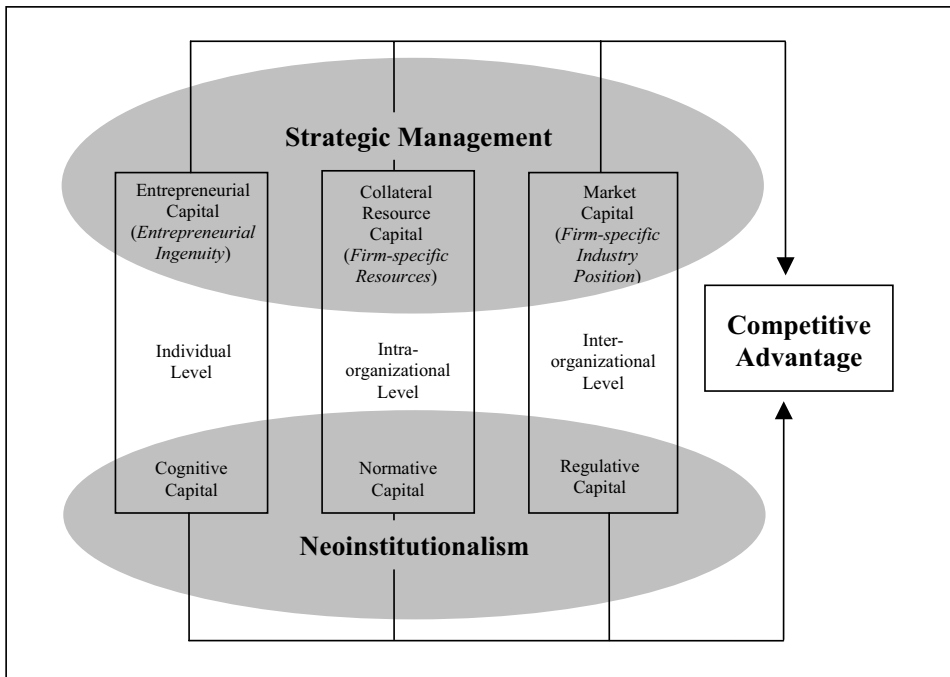 Strategic Management
Entrepreneurial
Capital
(Entrepreneurial
Ingenuity)
Collateral
Resource
Capital
(Firm-specific
Resources)
Market
Capital
(Firm-specific
Industry
Position)
Individual
Level
Intra-
organizational
Level
Inter-
organizational
Level
Competitive
Advantage
Cognitive
Capital
Normative
Capital
Regulative
Capital
Neoinstitutionalism